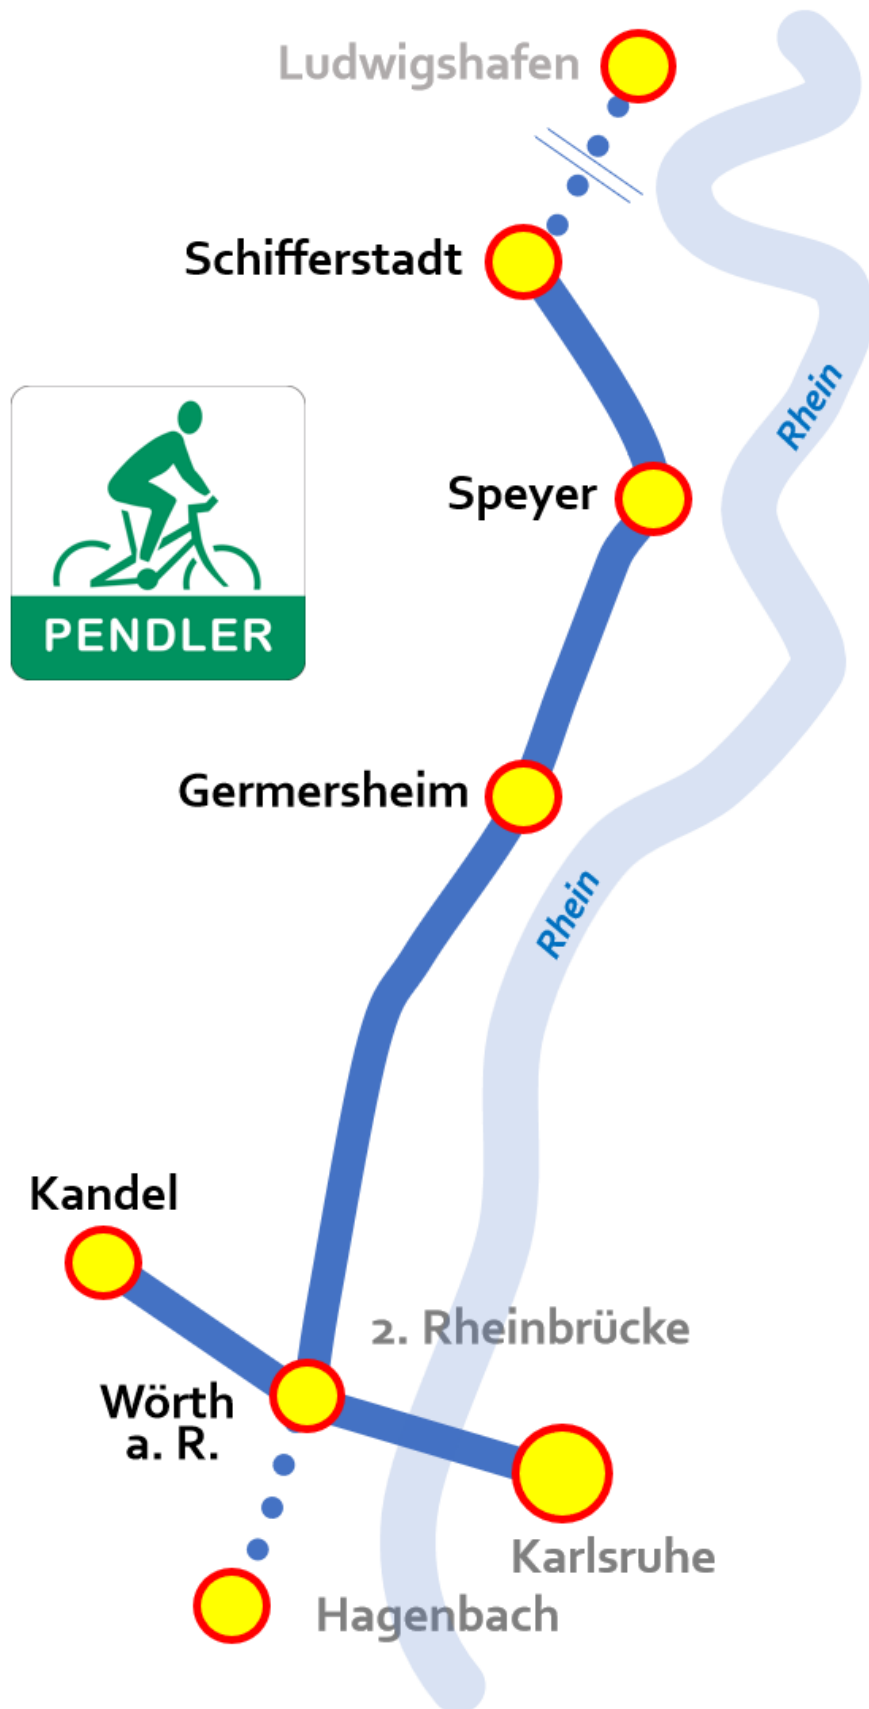 Ludwigshafen
Schifferstadt
Rhein
Speyer
PENDLER
Germersheim
Rhein
Kandel
2. Rheinbrücke
Wörth
a. R.
Karlsruhe
Hagenbach